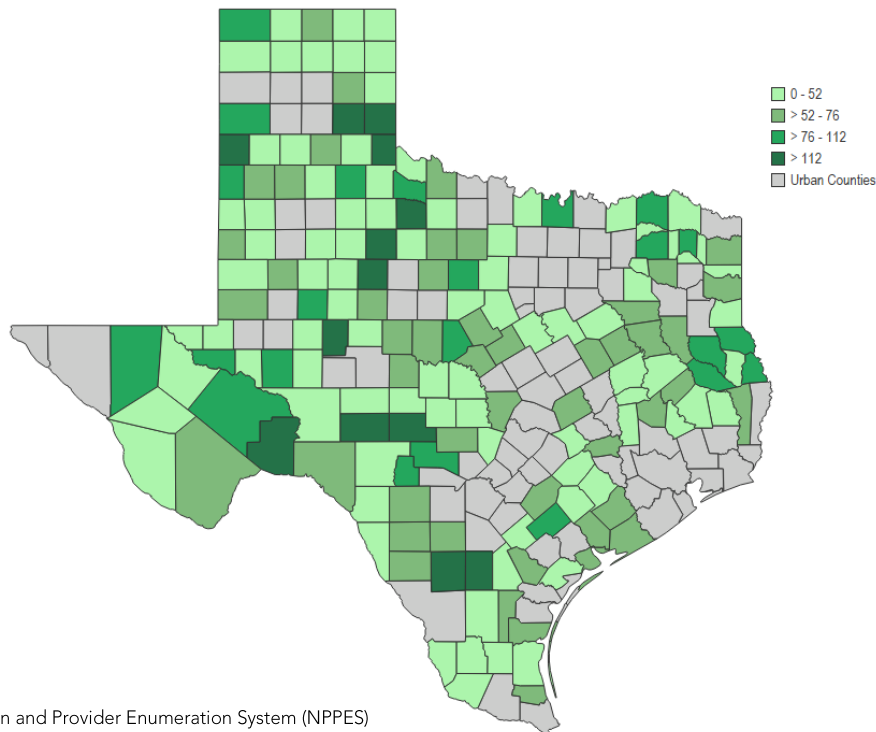 0 - 52
> 52 - 76
> 76 - 112
> 112
Urban Counties
n and Provider Enumeration System (NPPES)